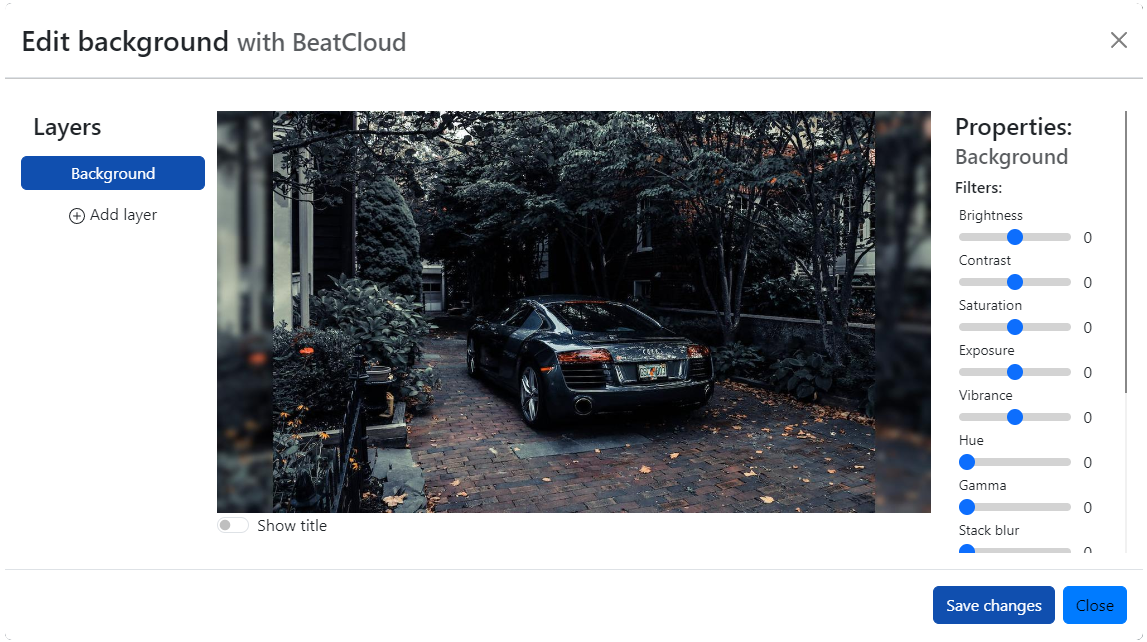 Edit background with BeatCloud
Layers
Background
Add layer
Show title
Properties:
Background
Filters:
Brightness
0
Contrast
0
Saturation
0
Exposure
0
Vibrance
0
Hue
0
Gamma
0
Stack blur
0
Save changes
Close